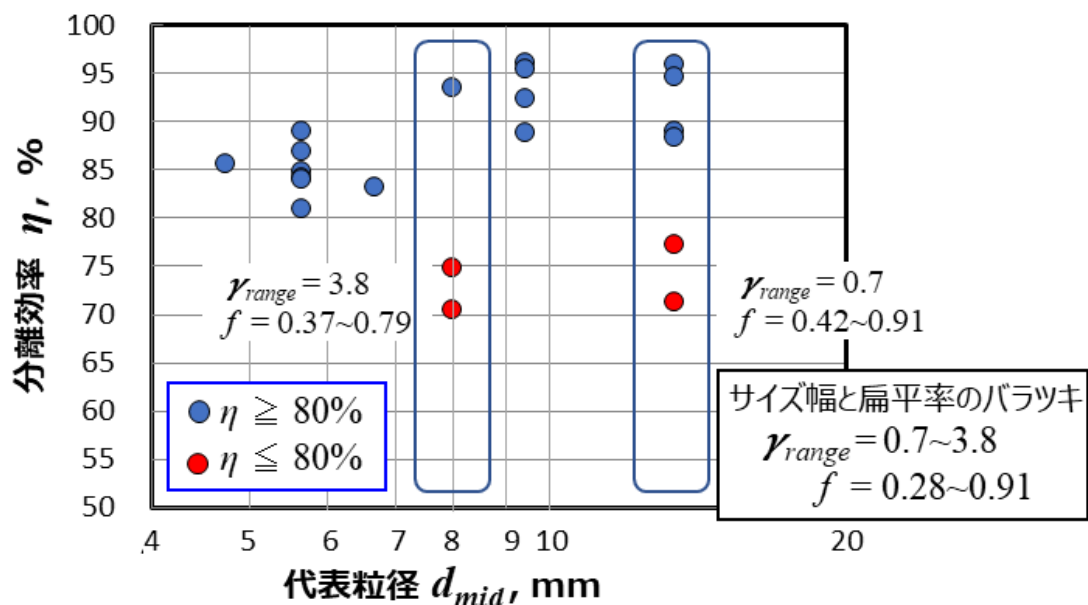 100
95
90
85
80
75
70
65
60
55
50
分離効率 η, %
γrange = 3.8
f = 0.37~0.79
γrange = 0.7
f = 0.42~0.91
η ≧ 80%
η ≦ 80%
サイズ幅と扁平率のバラツキ
γrange = 0.7~3.8
f = 0.28~0.91
4 5 6 7 8 9 10 20
代表粒径 dmid, mm